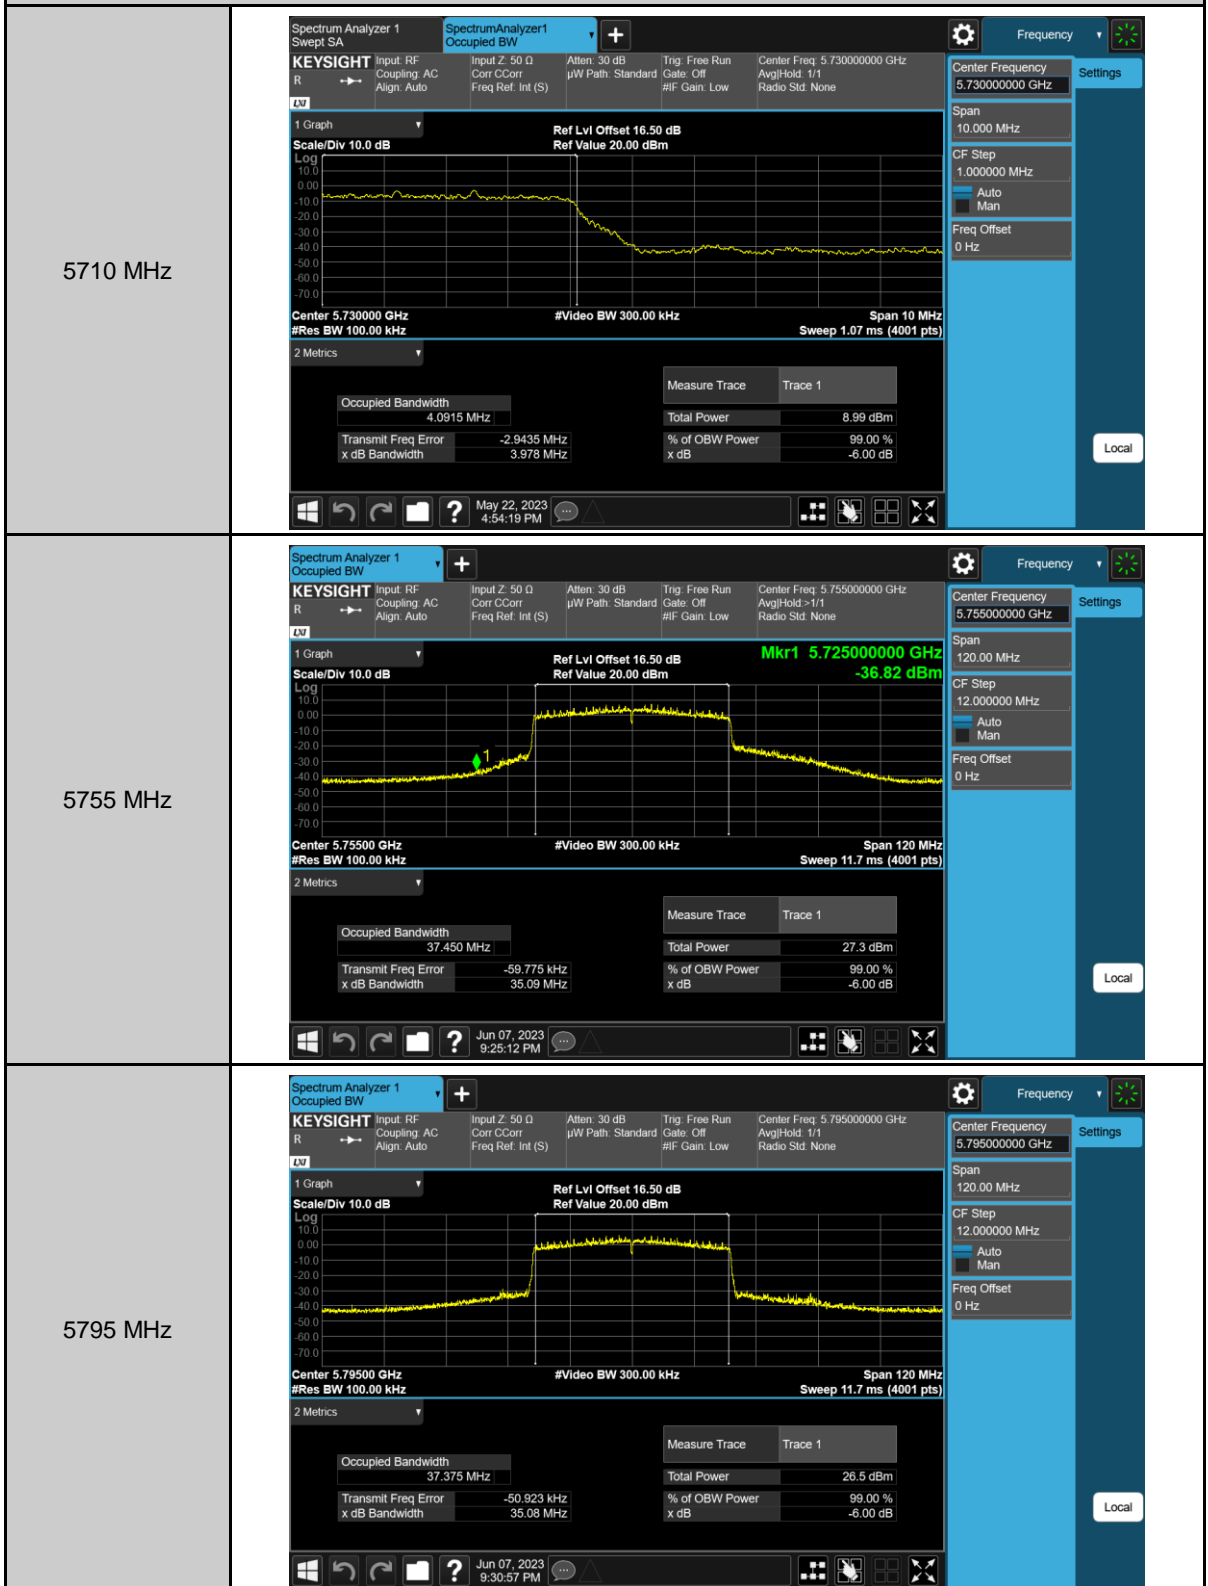 5710 MHz
Spectrum Analyzer 1
Swept SA
SpectrumAnalyzer1
Occupied BW
Frequency
KEYSIGHT
R
LXI
Input: RF
Coupling: AC
Align: Auto
Input Z: 50 Ω
Corr CCorr
Freq Ref: Int (S)
Atten: 30 dB
µW Path: Standard
Trig: Free Run
Gate: Off
#IF Gain: Low
Center Freq: 5.730000000 GHz
Avg|Hold: 1/1
Radio Std: None
Center Frequency
5.730000000 GHz
Settings
Span
10.000 MHz
CF Step
1.000000 MHz
Auto
Man
Freq Offset
0 Hz
Local
1 Graph
Scale/Div 10.0 dB
Ref Lvl Offset 16.50 dB
Ref Value 20.00 dBm
Log
10.0
0.00
-10.0
-20.0
-30.0
-40.0
-50.0
-60.0
-70.0
Center 5.730000 GHz
#Res BW 100.00 kHz
#Video BW 300.00 kHz
Span 10 MHz
Sweep 1.07 ms (4001 pts)
2 Metrics
Measure Trace Trace 1
Occupied Bandwidth
4.0915 MHz
Total Power 8.99 dBm
Transmit Freq Error -2.9435 MHz
x dB Bandwidth 3.978 MHz
% of OBW Power 99.00 %
x dB -6.00 dB
May 22, 2023
4:54:19 PM
5755 MHz
Spectrum Analyzer 1
Occupied BW
Frequency
KEYSIGHT
R
LXI
Input: RF
Coupling: AC
Align: Auto
Input Z: 50 Ω
Corr CCorr
Freq Ref: Int (S)
Atten: 30 dB
µW Path: Standard
Trig: Free Run
Gate: Off
#IF Gain: Low
Center Freq: 5.755000000 GHz
Avg|Hold:>1/1
Radio Std: None
Center Frequency
5.755000000 GHz
Settings
Span
120.00 MHz
CF Step
12.000000 MHz
Auto
Man
Freq Offset
0 Hz
Local
1 Graph
Scale/Div 10.0 dB
Ref Lvl Offset 16.50 dB
Ref Value 20.00 dBm
Mkr1 5.725000000 GHz
-36.82 dBm
Log
10.0
0.00
-10.0
-20.0
-30.0
-40.0
-50.0
-60.0
-70.0
1
Center 5.75500 GHz
#Res BW 100.00 kHz
#Video BW 300.00 kHz
Span 120 MHz
Sweep 11.7 ms (4001 pts)
2 Metrics
Measure Trace Trace 1
Occupied Bandwidth
37.450 MHz
Total Power 27.3 dBm
Transmit Freq Error -59.775 kHz
x dB Bandwidth 35.09 MHz
% of OBW Power 99.00 %
x dB -6.00 dB
Jun 07, 2023
9:25:12 PM
5795 MHz
Spectrum Analyzer 1
Occupied BW
Frequency
KEYSIGHT
R
LXI
Input: RF
Coupling: AC
Align: Auto
Input Z: 50 Ω
Corr CCorr
Freq Ref: Int (S)
Atten: 30 dB
µW Path: Standard
Trig: Free Run
Gate: Off
#IF Gain: Low
Center Freq: 5.795000000 GHz
Avg|Hold: 1/1
Radio Std: None
Center Frequency
5.795000000 GHz
Settings
Span
120.00 MHz
CF Step
12.000000 MHz
Auto
Man
Freq Offset
0 Hz
Local
1 Graph
Scale/Div 10.0 dB
Ref Lvl Offset 16.50 dB
Ref Value 20.00 dBm
Log
10.0
0.00
-10.0
-20.0
-30.0
-40.0
-50.0
-60.0
-70.0
Center 5.79500 GHz
#Res BW 100.00 kHz
#Video BW 300.00 kHz
Span 120 MHz
Sweep 11.7 ms (4001 pts)
2 Metrics
Measure Trace Trace 1
Occupied Bandwidth
37.375 MHz
Total Power 26.5 dBm
Transmit Freq Error -50.923 kHz
x dB Bandwidth 35.08 MHz
% of OBW Power 99.00 %
x dB -6.00 dB
Jun 07, 2023
9:30:57 PM